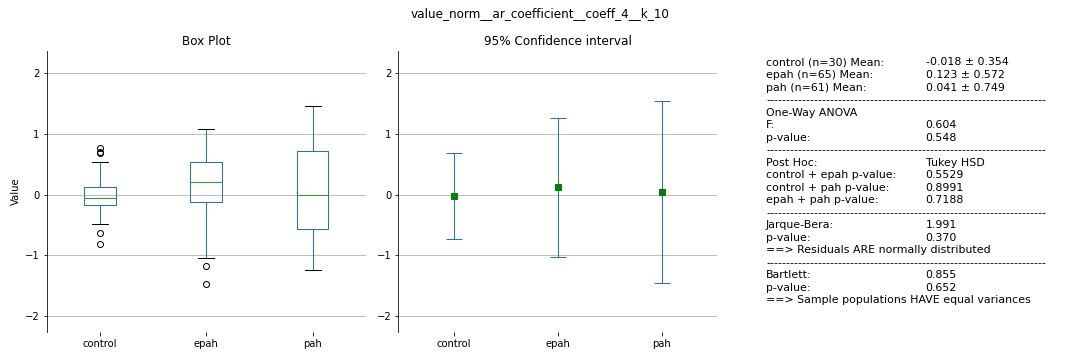 value_norm__ar_coefficient__coeff_4__k_10
Box Plot
95% Confidence interval
Value
2
1
0
−1
−2
control epah pah
2
1
0
−1
−2
control epah pah
control (n=30) Mean: -0.018 ± 0.354
epah (n=65) Mean: 0.123 ± 0.572
pah (n=61) Mean: 0.041 ± 0.749
One-Way ANOVA
F: 0.604
p-value: 0.548
Post Hoc: Tukey HSD
control + epah p-value: 0.5529
control + pah p-value: 0.8991
epah + pah p-value: 0.7188
Jarque-Bera: 1.991
p-value: 0.370
==> Residuals ARE normally distributed
Bartlett: 0.855
p-value: 0.652
==> Sample populations HAVE equal variances